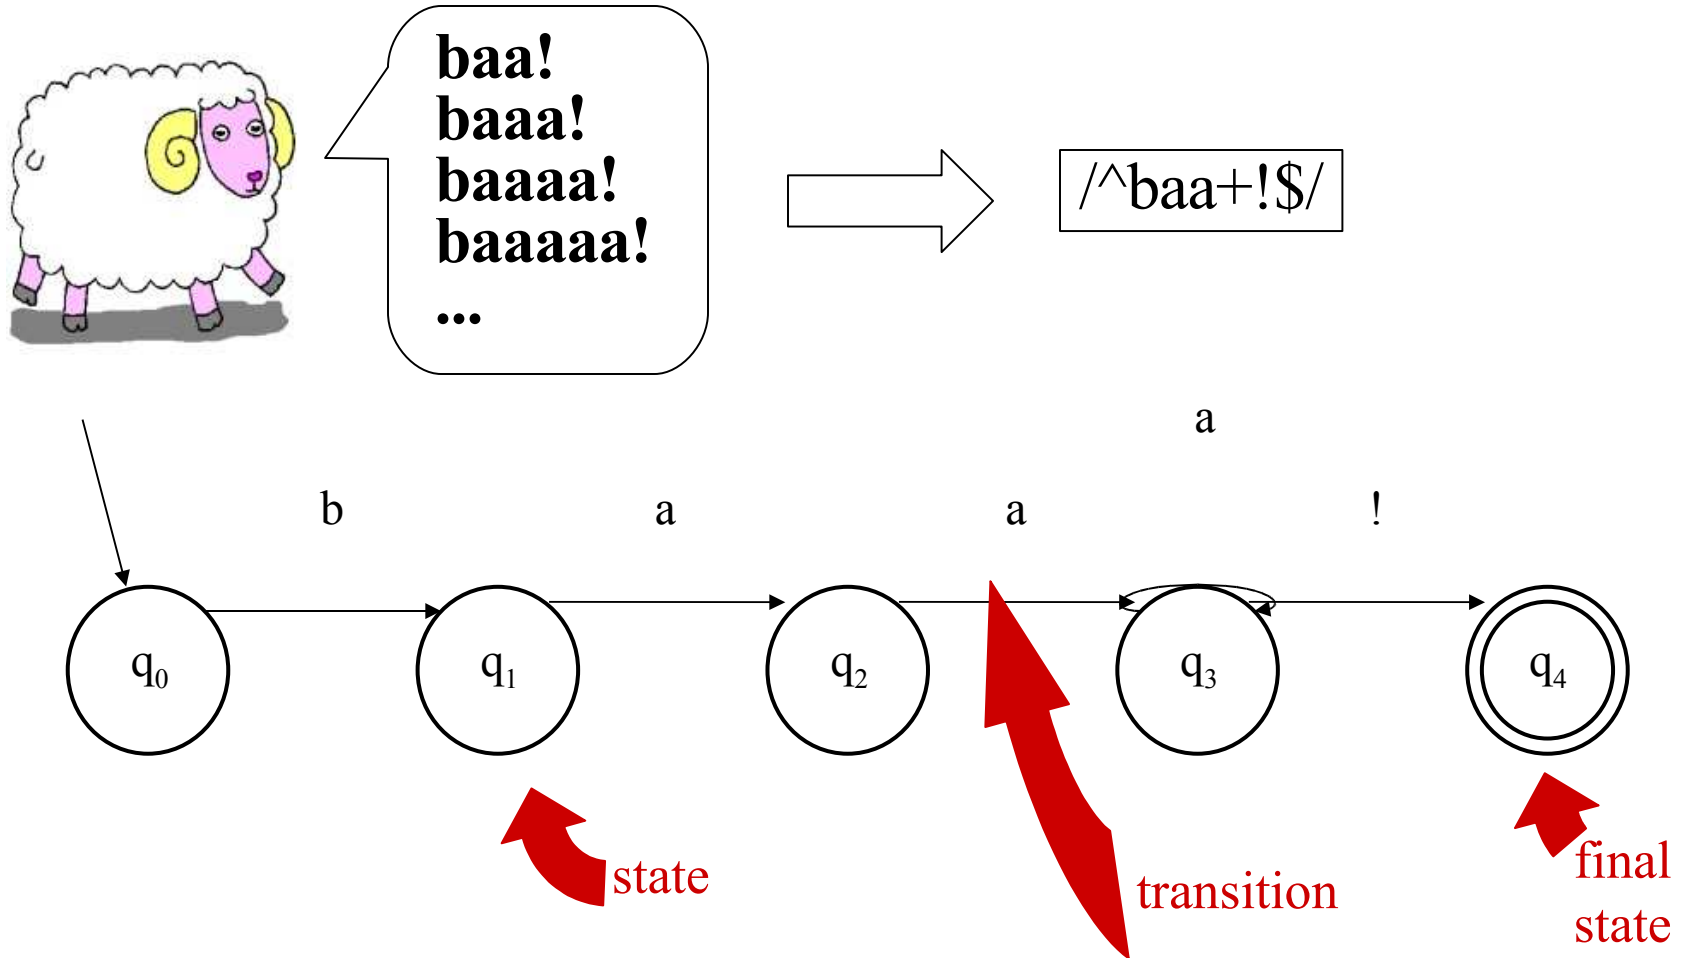 baa!
baaa!
baaaa!
baaaaa!
...
/^baa+!$/
a
b a a !
q0 q1 q2 q3 q4
state
transition
final
state